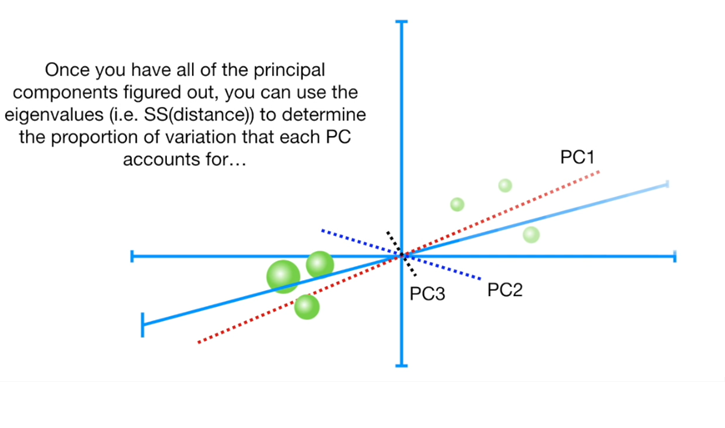 Once you have all of the principal
components figured out, you can use the
eigenvalues (i.e. SS(distance)) to determine
the proportion of variation that each PC
accounts for…
PC1
PC3
PC2